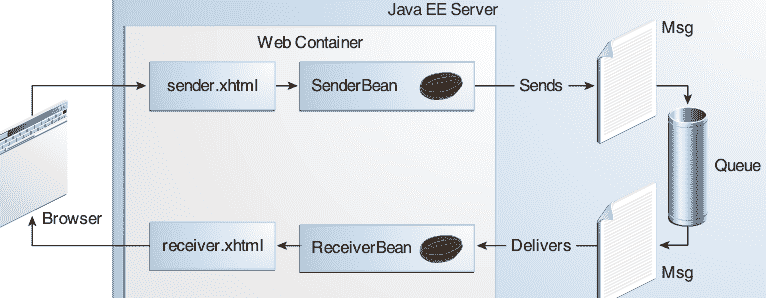 Java EE Server
Web Container
Msg
sender.xhtml
SenderBean
Sends
Queue
Browser
receiver.xhtml
ReceiverBean
Delivers
Msg